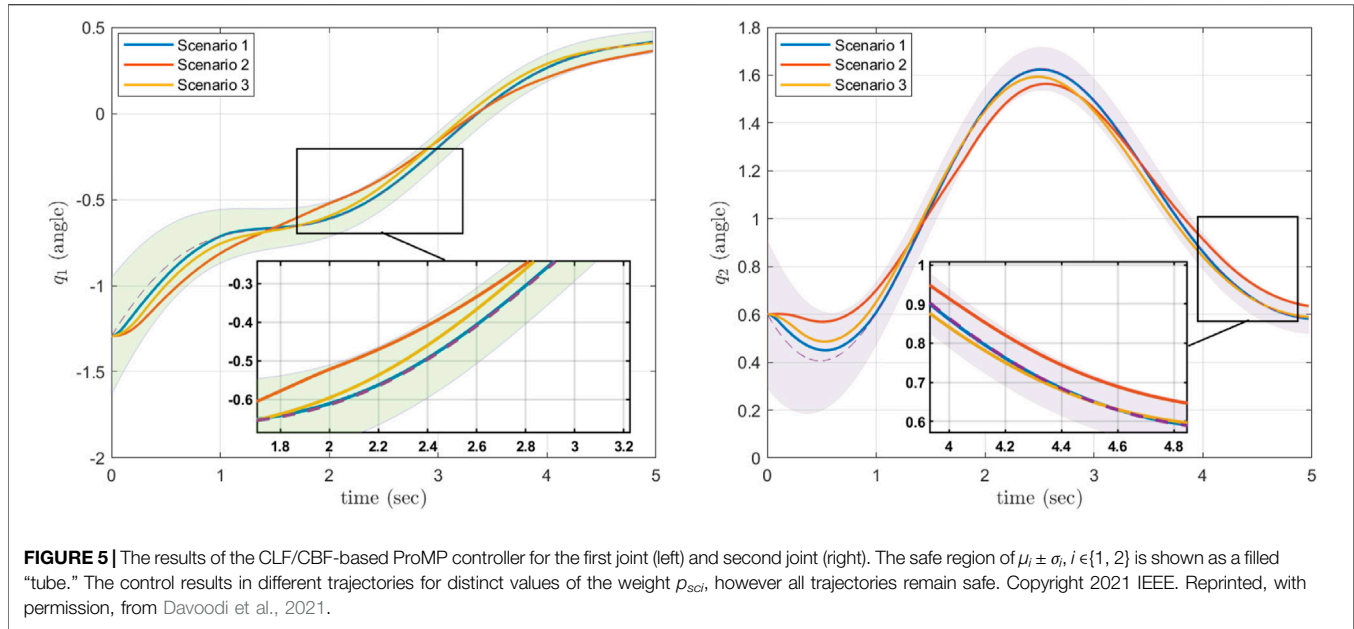 0.5
0
-0.5
-1
-1.5
-2
q1 (angle)
Scenario 1
Scenario 2
Scenario 3
-0.3
-0.4
-0.5
-0.6
1.8 2 2.2 2.4 2.6 2.8 3 3.2
0 1 2 3 4 5
time (sec)
1.8
1.6
1.4
1.2
1
0.8
0.6
0.4
0.2
0
q2 (angle)
Scenario 1
Scenario 2
Scenario 3
1
0.9
0.8
0.7
0.6
4 4.2 4.4 4.6 4.8
0 1 2 3 4 5
time (sec)
FIGURE 5 | The results of the CLF/CBF-based ProMP controller for the first joint (left) and second joint (right). The safe region of μi ± σi, i ϵ{1, 2} is shown as a filled
“tube.” The control results in different trajectories for distinct values of the weight psci, however all trajectories remain safe. Copyright 2021 IEEE. Reprinted, with
permission, from Davoodi et al., 2021.